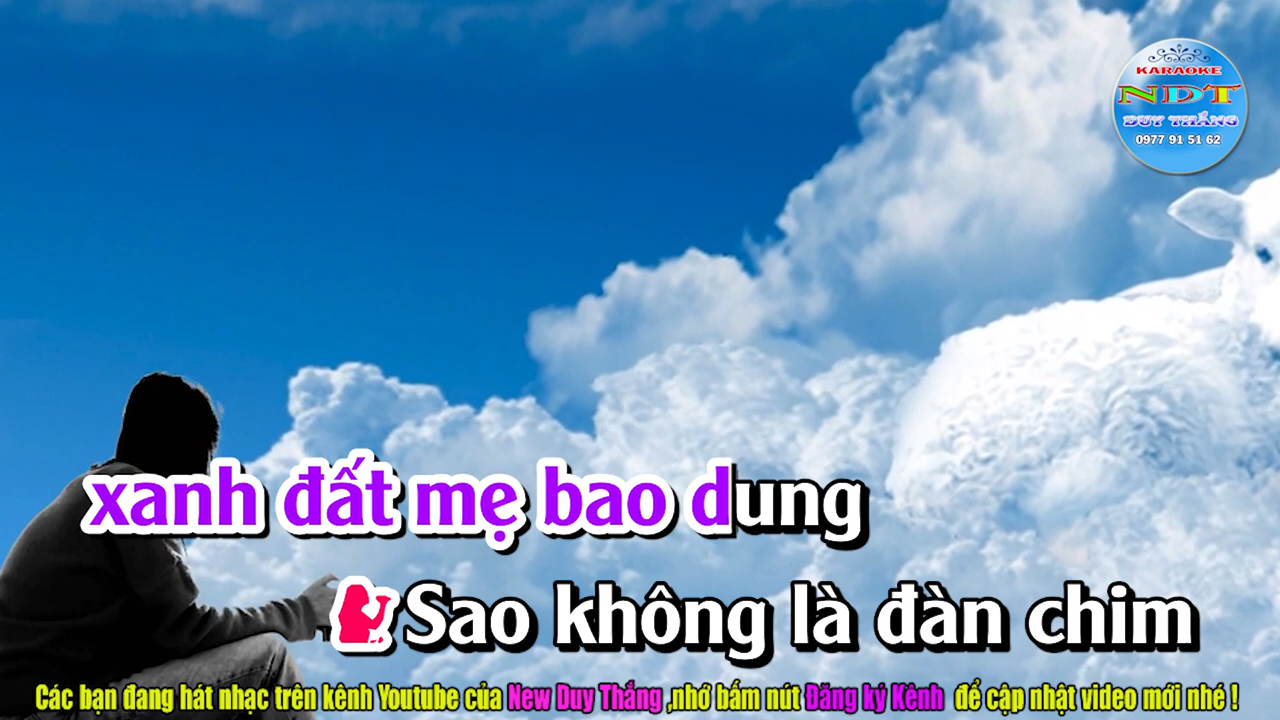 KARAOKE
NDT
DUY THẮNG
0977 91 51 62
xanh đất mẹ bao dung
Sao không là đàn chim
Các bạn đang hát nhạc trên kênh Youtube của New Duy Thắng ,nhớ bấm nút Đăng ký Kênh để cập nhật video mới nhé !